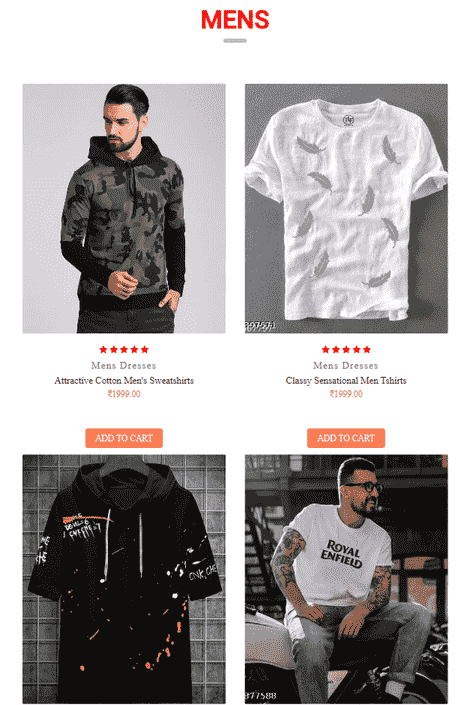 MENS
397571
Mens Dresses
Attractive Cotton Men's Sweatshirts
₹1999.00
ADD TO CART
Mens Dresses
Classy Sensational Men Tshirts
₹1999.00
ADD TO CART
ROYAL
ENFIELD
377588